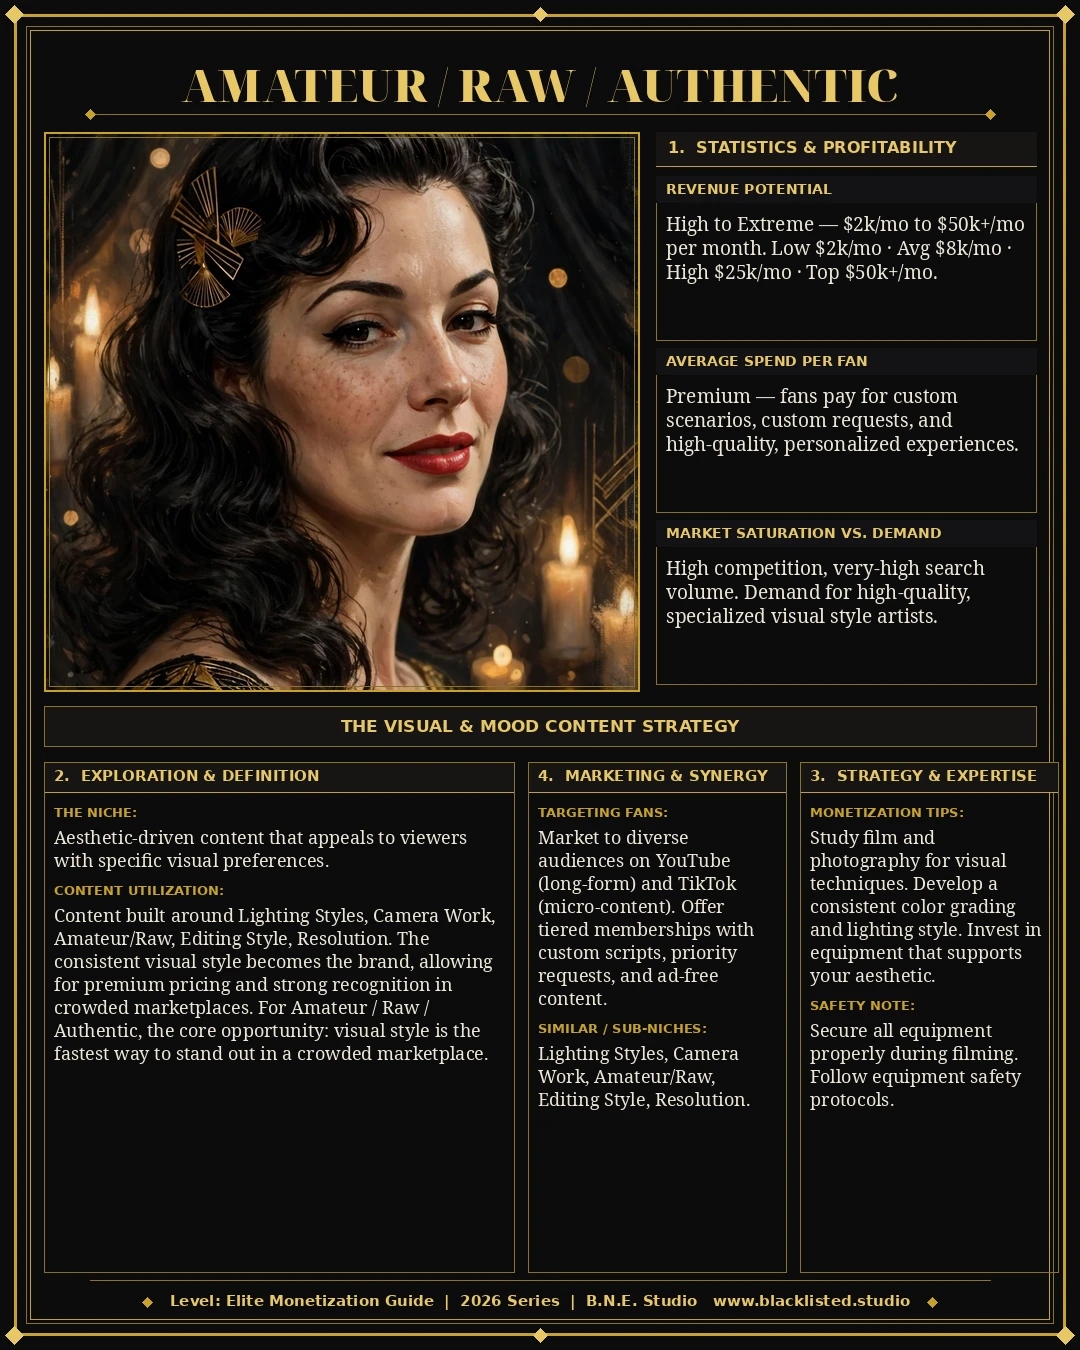 AMATEUR / RAW / AUTHENTIC
1. STATISTICS & PROFITABILITY
REVENUE POTENTIAL
High to Extreme — $2k/mo to $50k+/mo
per month. Low $2k/mo · Avg $8k/mo ·
High $25k/mo · Top $50k+/mo.
AVERAGE SPEND PER FAN
Premium — fans pay for custom
scenarios, custom requests, and
high-quality, personalized experiences.
MARKET SATURATION VS. DEMAND
High competition, very-high search
volume. Demand for high-quality,
specialized visual style artists.
THE VISUAL & MOOD CONTENT STRATEGY
2. EXPLORATION & DEFINITION
THE NICHE:
Aesthetic-driven content that appeals to viewers
with specific visual preferences.
CONTENT UTILIZATION:
Content built around Lighting Styles, Camera Work,
Amateur/Raw, Editing Style, Resolution. The
consistent visual style becomes the brand, allowing
for premium pricing and strong recognition in
crowded marketplaces. For Amateur / Raw /
Authentic, the core opportunity: visual style is the
fastest way to stand out in a crowded marketplace.
4. MARKETING & SYNERGY
TARGETING FANS:
Market to diverse
audiences on YouTube
(long-form) and TikTok
(micro-content). Offer
tiered memberships with
custom scripts, priority
requests, and ad-free
content.
SIMILAR / SUB-NICHES:
Lighting Styles, Camera
Work, Amateur/Raw,
Editing Style, Resolution.
3. STRATEGY & EXPERTISE
MONETIZATION TIPS:
Study film and
photography for visual
techniques. Develop a
consistent color grading
and lighting style. Invest in
equipment that supports
your aesthetic.
SAFETY NOTE:
Secure all equipment
properly during filming.
Follow equipment safety
protocols.
Level: Elite Monetization Guide | 2026 Series | B.N.E. Studio www.blacklisted.studio